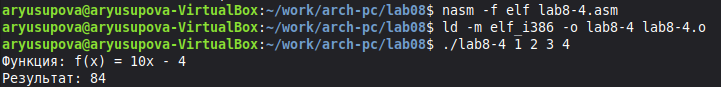 aryusupova@aryusupova-VirtualBox:~/work/arch-pc/lab08$ nasm -f elf lab8-4.asm
aryusupova@aryusupova-VirtualBox:~/work/arch-pc/lab08$ ld -m elf_i386 -o lab8-4 lab8-4.o
aryusupova@aryusupova-VirtualBox:~/work/arch-pc/lab08$ ./lab8-4 1 2 3 4
Функция: f(x) = 10x - 4
Результат: 84